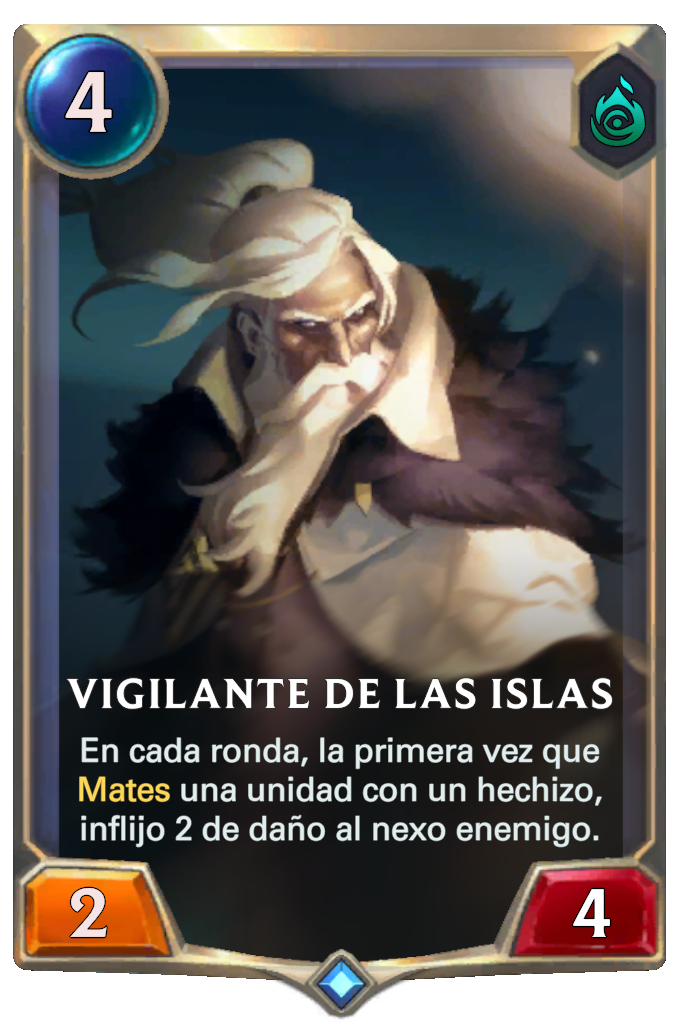 4
VIGILANTE DE LAS ISLAS
En cada ronda, la primera vez que
Mates una unidad con un hechizo,
inflijo 2 de daño al nexo enemigo.
2
4